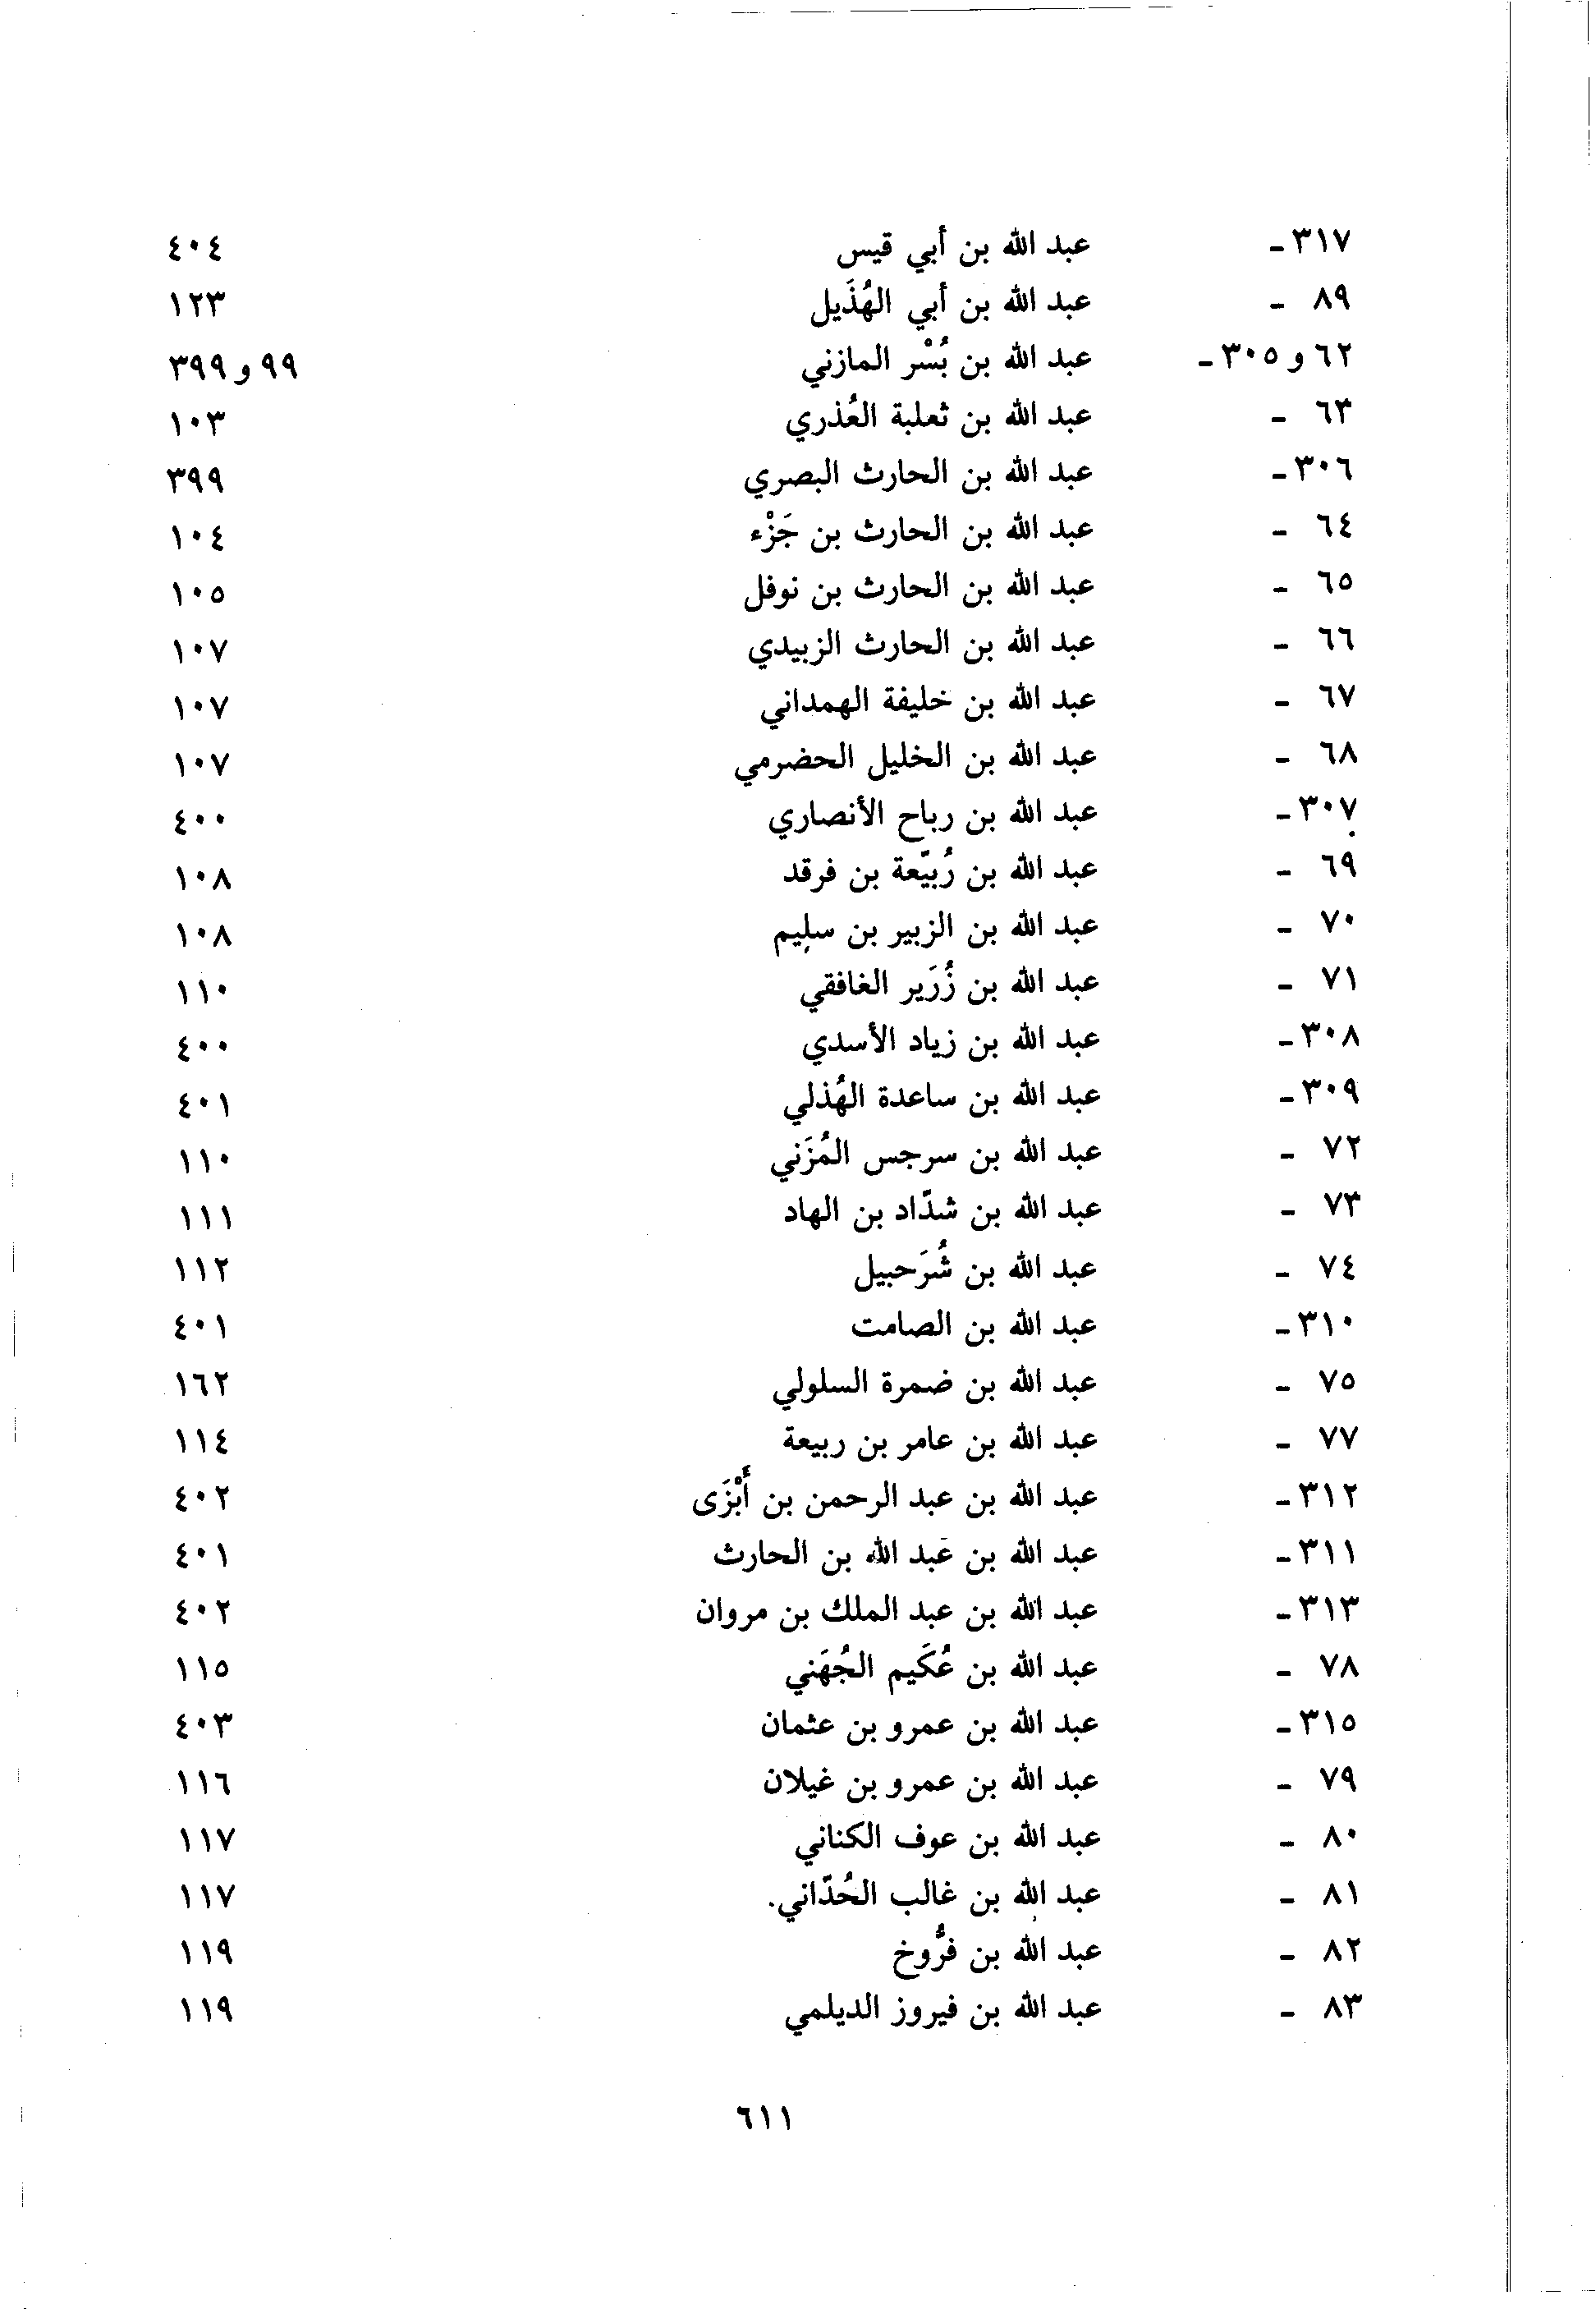 ٣١٧ - عبد الله بن أبي قيس ٤٠٤
٨٩ - عبد الله بن أبي الهُذَيل ١٢٣
٦٢ و ٣٠٥ - عبد الله بن بُسْر المازني ٩٩ و ٣٩٩
٦٣ - عبد الله بن ثعلبة العُذري ١٠٣
٣٠٦ - عبد الله بن الحارث البصري ٣٩٩
٦٤ - عبد الله بن الحارث بن جَزْء ١٠٤
٦٥ - عبد الله بن الحارث بن نوفل ١٠٥
٦٦ - عبد الله بن الحارث الزبيدي ١٠٧
٦٧ - عبد الله بن خليفة الهمداني ١٠٧
٦٨ - عبد الله بن الخليل الحضرمي ١٠٧
٣٠٧ - عبد الله بن رباح الأنصاري ٤٠٠
٦٩ - عبد الله بن رُبيّعة بن فرقد ١٠٨
٧٠ - عبد الله بن الزبير بن سليم ١٠٨
٧١ - عبد الله بن زُرَير الغافقي ١١٠
٣٠٨ - عبد الله بن زياد الأسدي ٤٠٠
٣٠٩ - عبد الله بن ساعدة الهُذلي ٤٠١
٧٢ - عبد الله بن سرجس المُزَني ١١٠
٧٣ - عبد الله بن شدّاد بن الهاد ١١١
٧٤ - عبد الله بن شُرَحبيل ١١٢
٣١٠ - عبد الله بن الصامت ٤٠١
٧٥ - عبد الله بن ضمرة السلولي ١٦٢
٧٧ - عبد الله بن عامر بن ربيعة ١١٤
٣١٢ - عبد الله بن عبد الرحمن بن أَبْزَى ٤٠٢
٣١١ - عبد الله بن عبد الله بن الحارث ٤٠١
٣١٣ - عبد الله بن عبد الملك بن مروان ٤٠٢
٧٨ - عبد الله بن عُكَيم الجُهَني ١١٥
٣١٥ - عبد الله بن عمرو بن عثمان ٤٠٣
٧٩ - عبد الله بن عمرو بن غيلان ١١٦
٨٠ - عبد الله بن عوف الكناني ١١٧
٨١ - عبد الله بن غالب الحُدّاني. ١١٧
٨٢ - عبد الله بن فرُّوخ ١١٩
٨٣ - عبد الله بن فيروز الديلمي ١١٩
٦١١